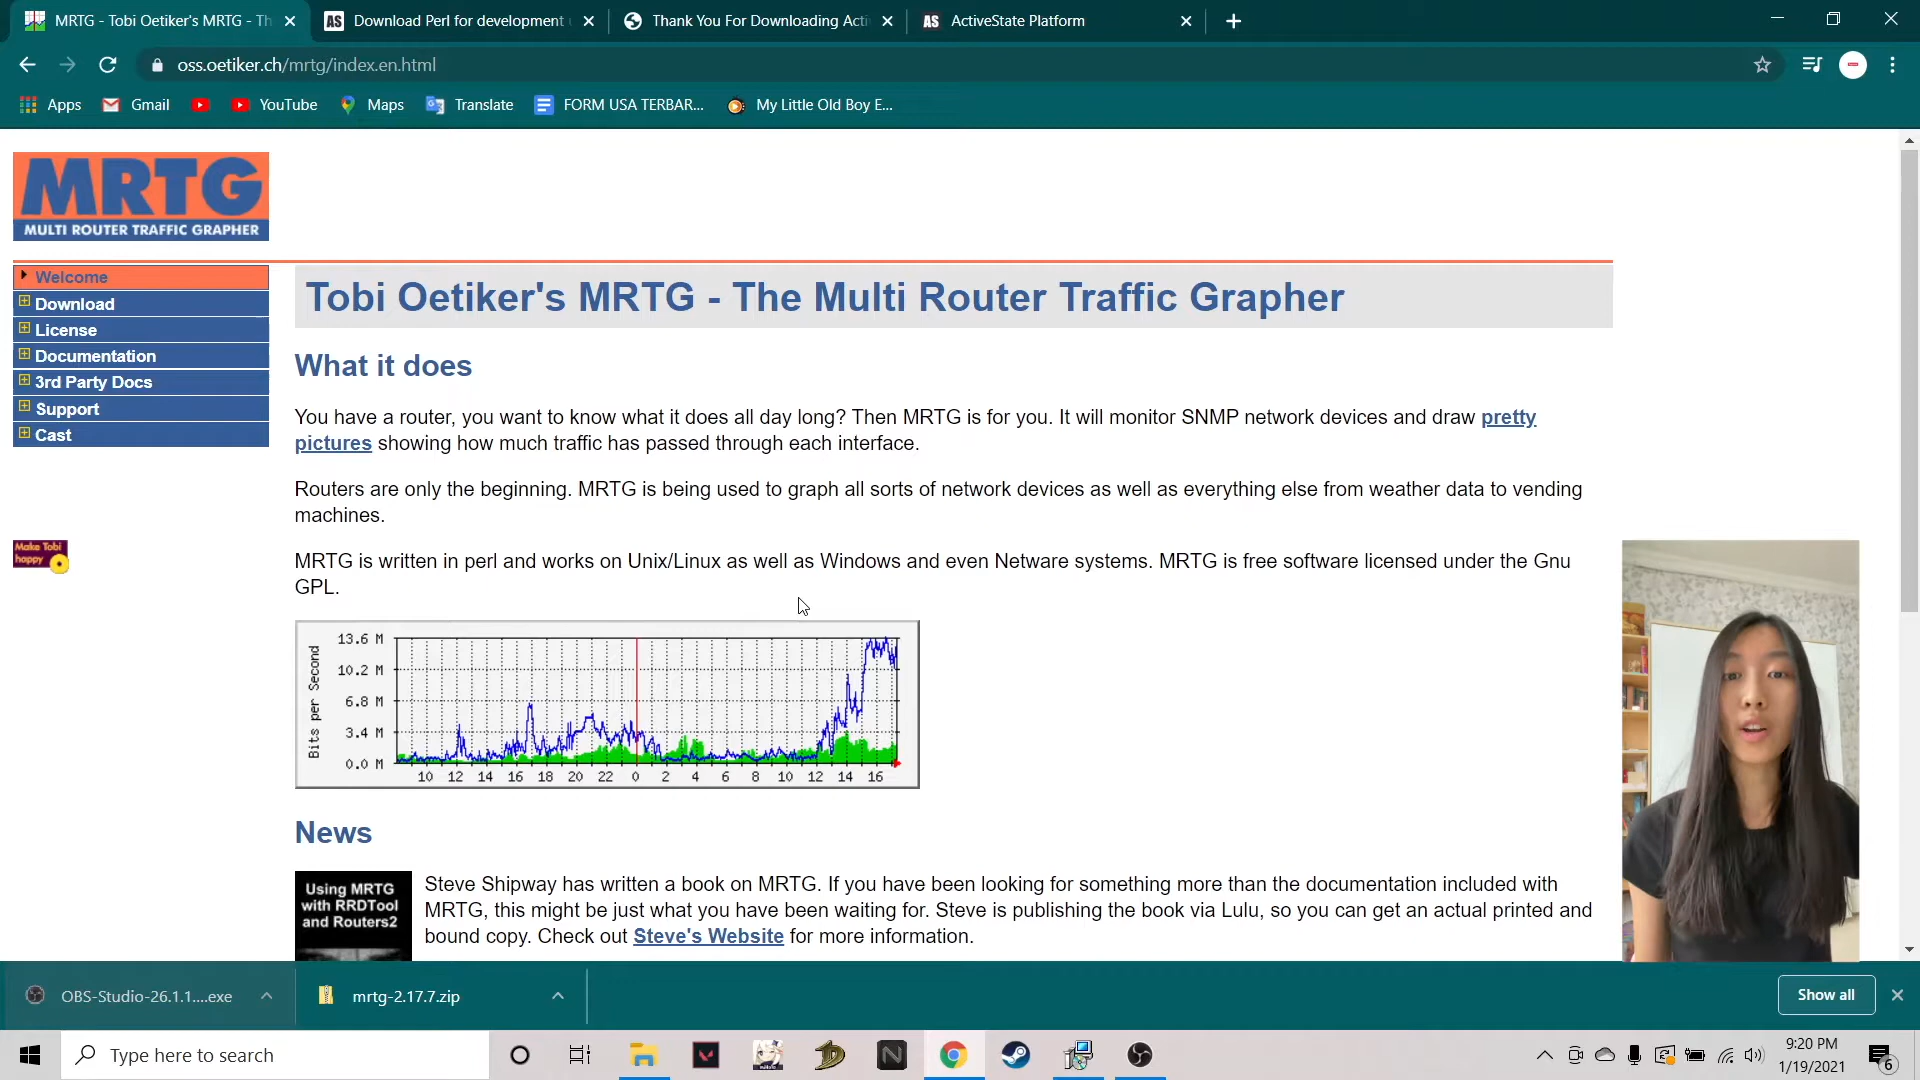 MRTG - Tobi Oetiker's MRTG - Th
Download Perl for development
Thank You For Downloading Acti
ActiveState Platform
oss.oetiker.ch/mrtg/index.en.html
Apps
Gmail
YouTube
Maps
Translate
FORM USA TERBAR...
My Little Old Boy E...
MRTG
MULTI ROUTER TRAFFIC GRAPHER
Welcome
Download
License
Documentation
3rd Party Docs
Support
Cast
Make Tobi
happy
Tobi Oetiker's MRTG - The Multi Router Traffic Grapher
What it does
You have a router, you want to know what it does all day long? Then MRTG is for you. It will monitor SNMP network devices and draw pretty
pictures showing how much traffic has passed through each interface.
Routers are only the beginning. MRTG is being used to graph all sorts of network devices as well as everything else from weather data to vending
machines.
MRTG is written in perl and works on Unix/Linux as well as Windows and even Netware systems. MRTG is free software licensed under the Gnu
GPL.
Bits per Second
13.6 M
10.2 M
6.8 M
3.4 M
0.0 M
10 12 14 16 18 20 22 0 2 4 6 8 10 12 14 16
News
Using MRTG
with RRDTool
and Routers2
Steve Shipway has written a book on MRTG. If you have been looking for something more than the documentation included with
MRTG, this might be just what you have been waiting for. Steve is publishing the book via Lulu, so you can get an actual printed and
bound copy. Check out Steve's Website for more information.
OBS-Studio-26.1.1....exe
mrtg-2.17.7.zip
Show all
Type here to search
9:20 PM
1/19/2021
6